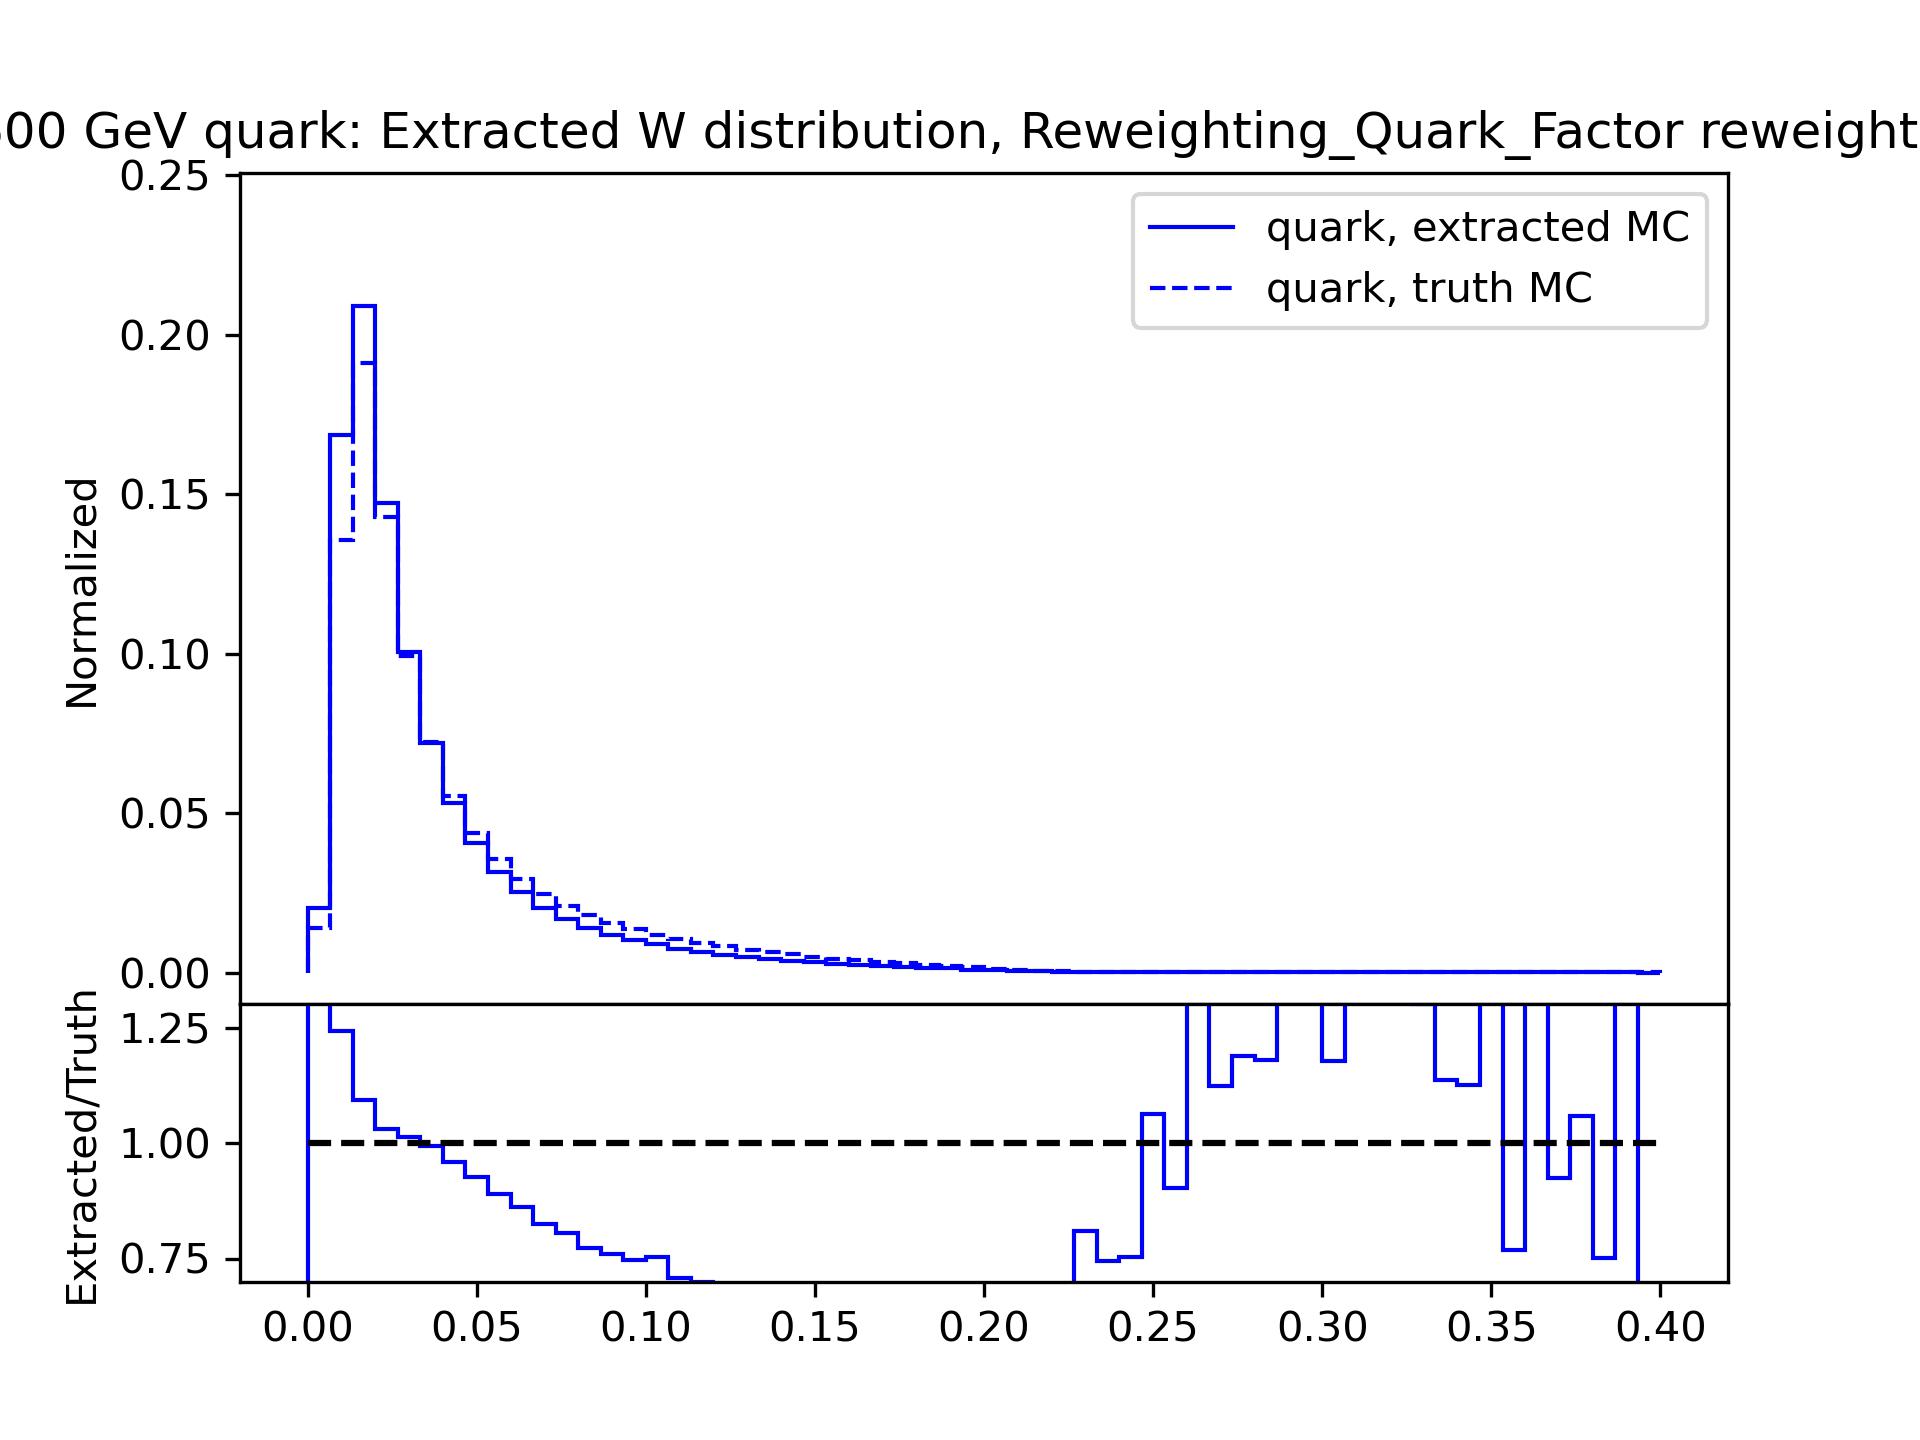 00 GeV quark: Extracted W distribution, Reweighting_Quark_Factor reweight
0.25
0.20
0.15
0.10
0.05
0.00
Normalized
quark, extracted MC
quark, truth MC
1.25
1.00
0.75
Extracted/Truth
0.00 0.05 0.10 0.15 0.20 0.25 0.30 0.35 0.40